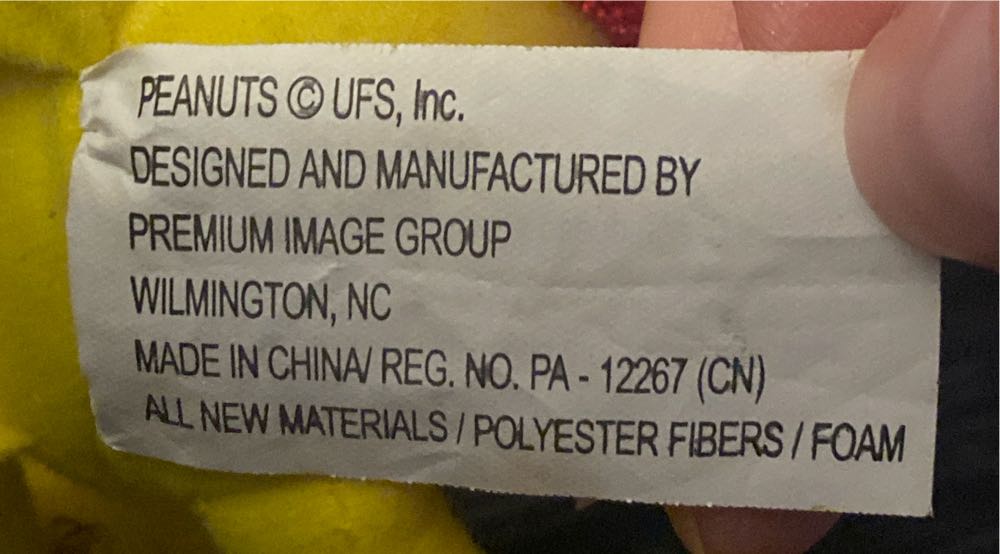 PEANUTS © UFS, Inc.
DESIGNED AND MANUFACTURED BY
PREMIUM IMAGE GROUP
WILMINGTON, NC
MADE IN CHINA/ REG. NO. PA - 12267 (CN)
ALL NEW MATERIALS / POLYESTER FIBERS / FOAM